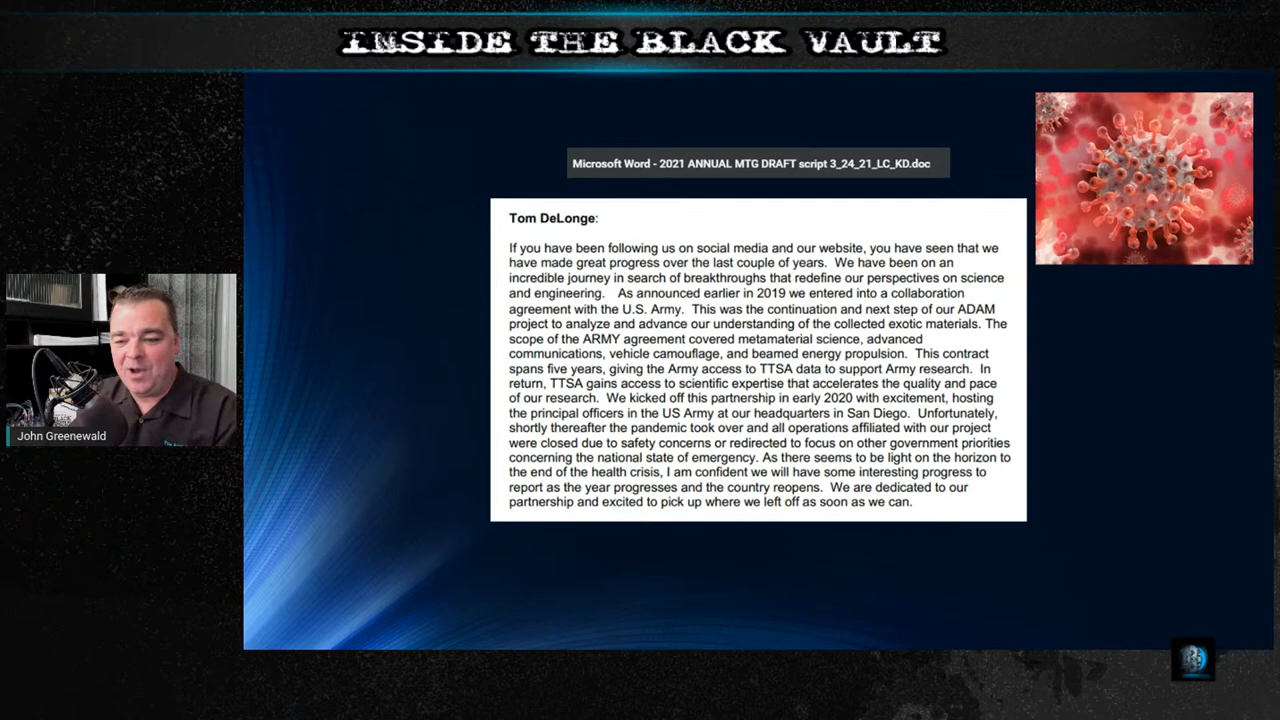 INSIDE THE BLACK VAULT
Microsoft Word - 2021 ANNUAL MTG DRAFT script 3_24_21_LC_KD.doc
Tom DeLonge:
If you have been following us on social media and our website, you have seen that we
have made great progress over the last couple of years. We have been on an
incredible journey in search of breakthroughs that redefine our perspectives on science
and engineering. As announced earlier in 2019 we entered into a collaboration
agreement with the U.S. Army. This was the continuation and next step of our ADAM
project to analyze and advance our understanding of the collected exotic materials. The
scope of the ARMY agreement covered metamaterial science, advanced
communications, vehicle camouflage, and beamed energy propulsion. This contract
spans five years, giving the Army access to TTSA data to support Army research. In
return, TTSA gains access to scientific expertise that accelerates the quality and pace
of our research. We kicked off this partnership in early 2020 with excitement, hosting
the principal officers in the US Army at our headquarters in San Diego. Unfortunately,
shortly thereafter the pandemic took over and all operations affiliated with our project
were closed due to safety concerns or redirected to focus on other government priorities
concerning the national state of emergency. As there seems to be light on the horizon to
the end of the health crisis, I am confident we will have some interesting progress to
report as the year progresses and the country reopens. We are dedicated to our
partnership and excited to pick up where we left off as soon as we can.
John Greenewald